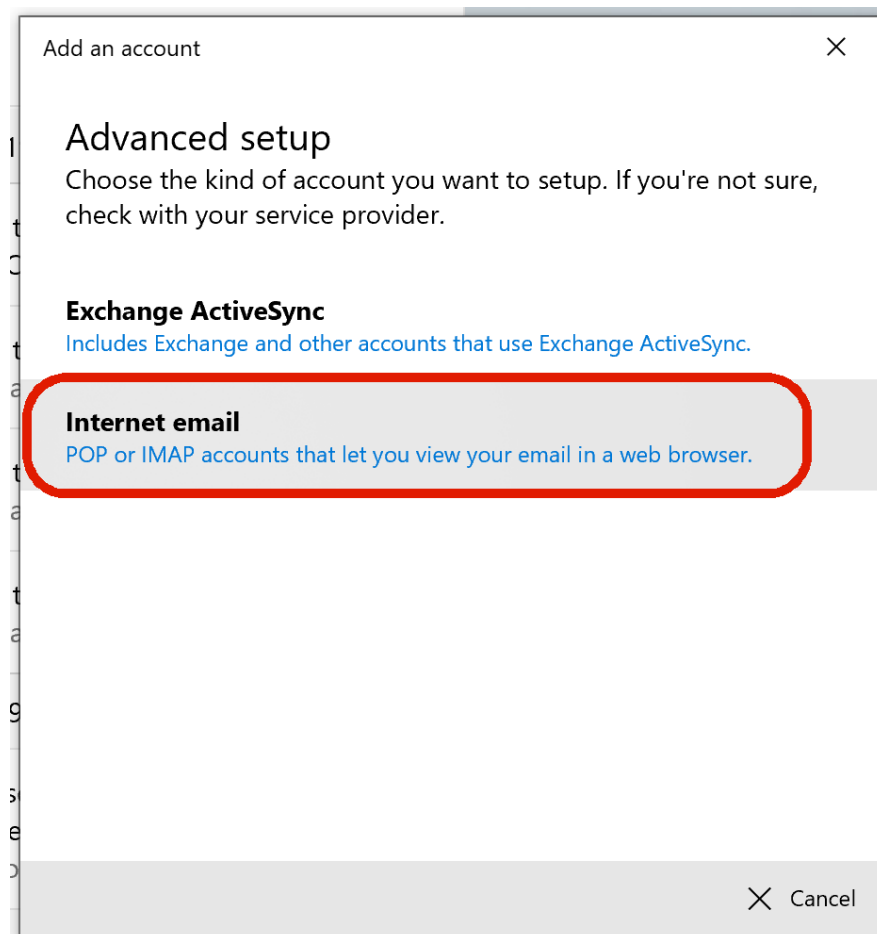 Add an account
Advanced setup
Choose the kind of account you want to setup. If you're not sure,
check with your service provider.
Exchange ActiveSync
Includes Exchange and other accounts that use Exchange ActiveSync.
Internet email
POP or IMAP accounts that let you view your email in a web browser.
Cancel